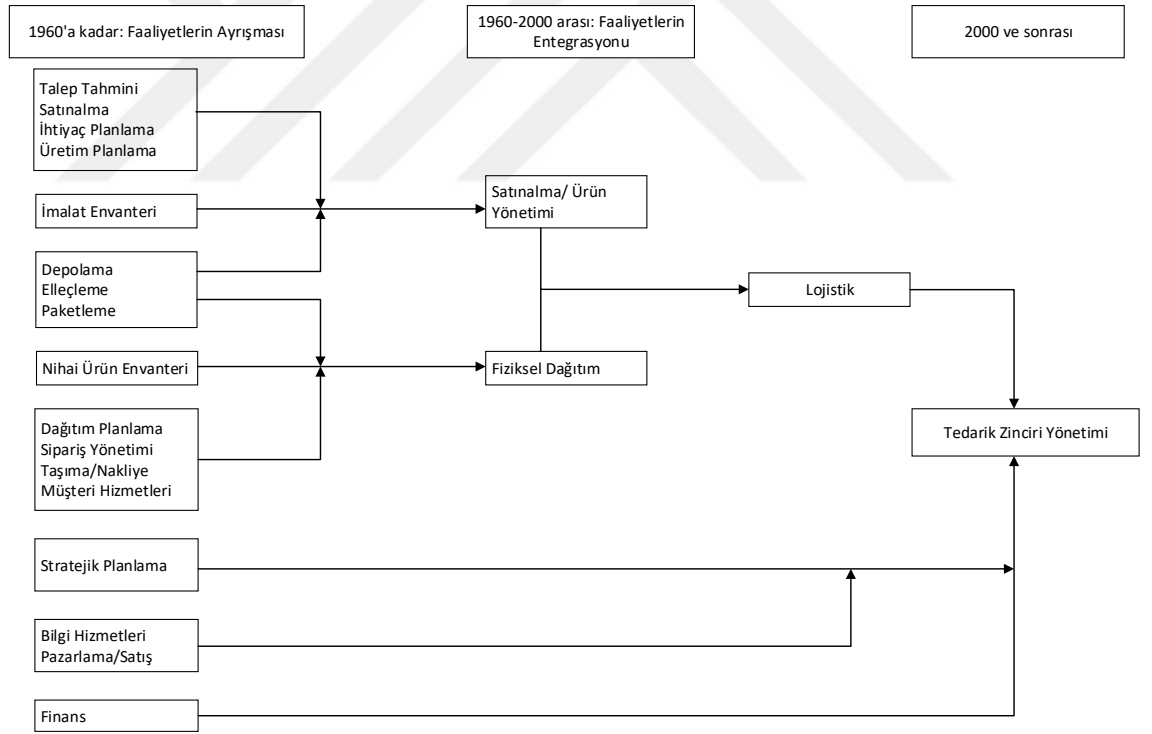 1960'a kadar: Faaliyetlerin Ayrışması
1960-2000 arası: Faaliyetlerin
Entegrasyonu
2000 ve sonrası
Talep Tahmini
Satınalma
İhtiyaç Planlama
Üretim Planlama
İmalat Envanteri
Depolama
Elleçleme
Paketleme
Nihai Ürün Envanteri
Dağıtım Planlama
Sipariş Yönetimi
Taşıma/Nakliye
Müşteri Hizmetleri
Stratejik Planlama
Bilgi Hizmetleri
Pazarlama/Satış
Finans
Satınalma/ Ürün
Yönetimi
Fiziksel Dağıtım
Lojistik
Tedarik Zinciri Yönetimi